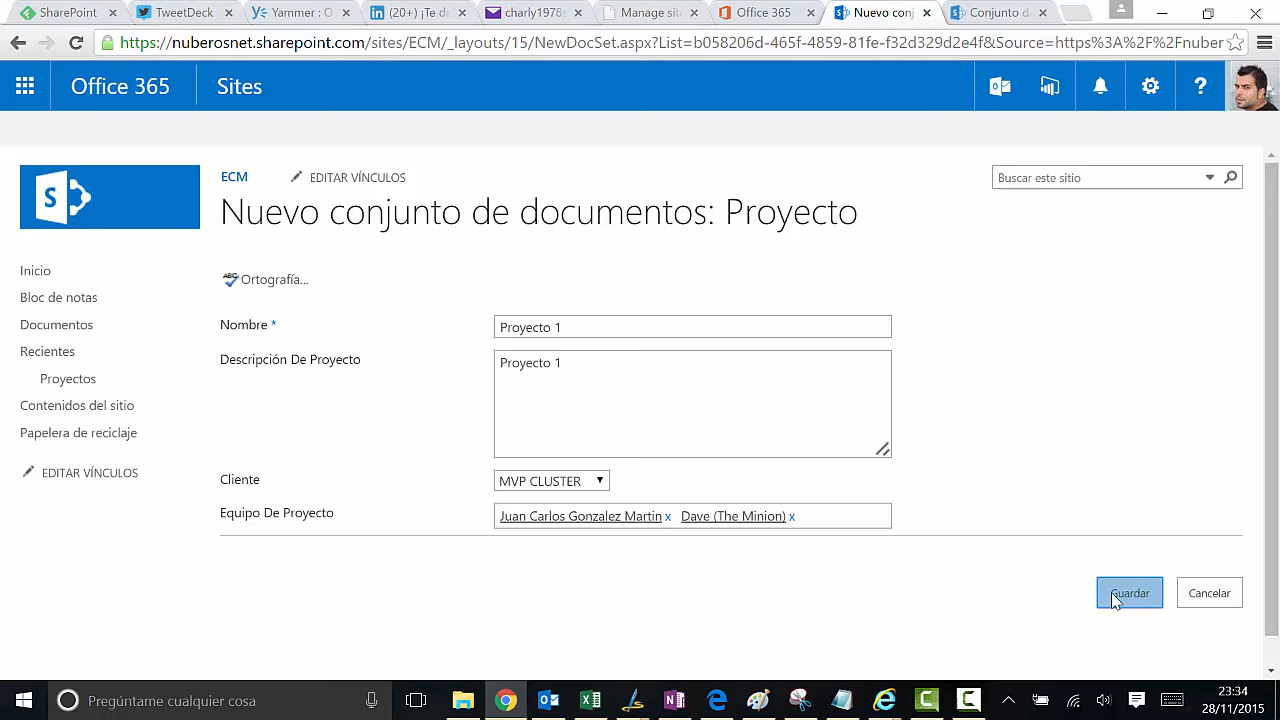 SharePoint
TweetDeck
Yammer : U
(20+) ¡Te da
charly1978e
Manage sit
Office 365
Nuevo conj
Conjunto d
https://nuberosnet.sharepoint.com/sites/ECM/_layouts/15/NewDocSet.aspx?List=b058206d-465f-4859-81fe-f32d329d2e4f&Source=https%3A%2F%2Fnuber
Office 365
Sites
?
ECM
EDITAR VÍNCULOS
Buscar este sitio
Nuevo conjunto de documentos: Proyecto
Inicio
Bloc de notas
Documentos
Recientes
Proyectos
Contenidos del sitio
Papelera de reciclaje
EDITAR VÍNCULOS
ABC Ortografía...
Nombre *
Proyecto 1
Descripción De Proyecto
Proyecto 1
Cliente
MVP CLUSTER
Equipo De Proyecto
Juan Carlos Gonzalez Martin x Dave (The Minion) x
Guardar
Cancelar
Pregúntame cualquier cosa
23:34
28/11/2015